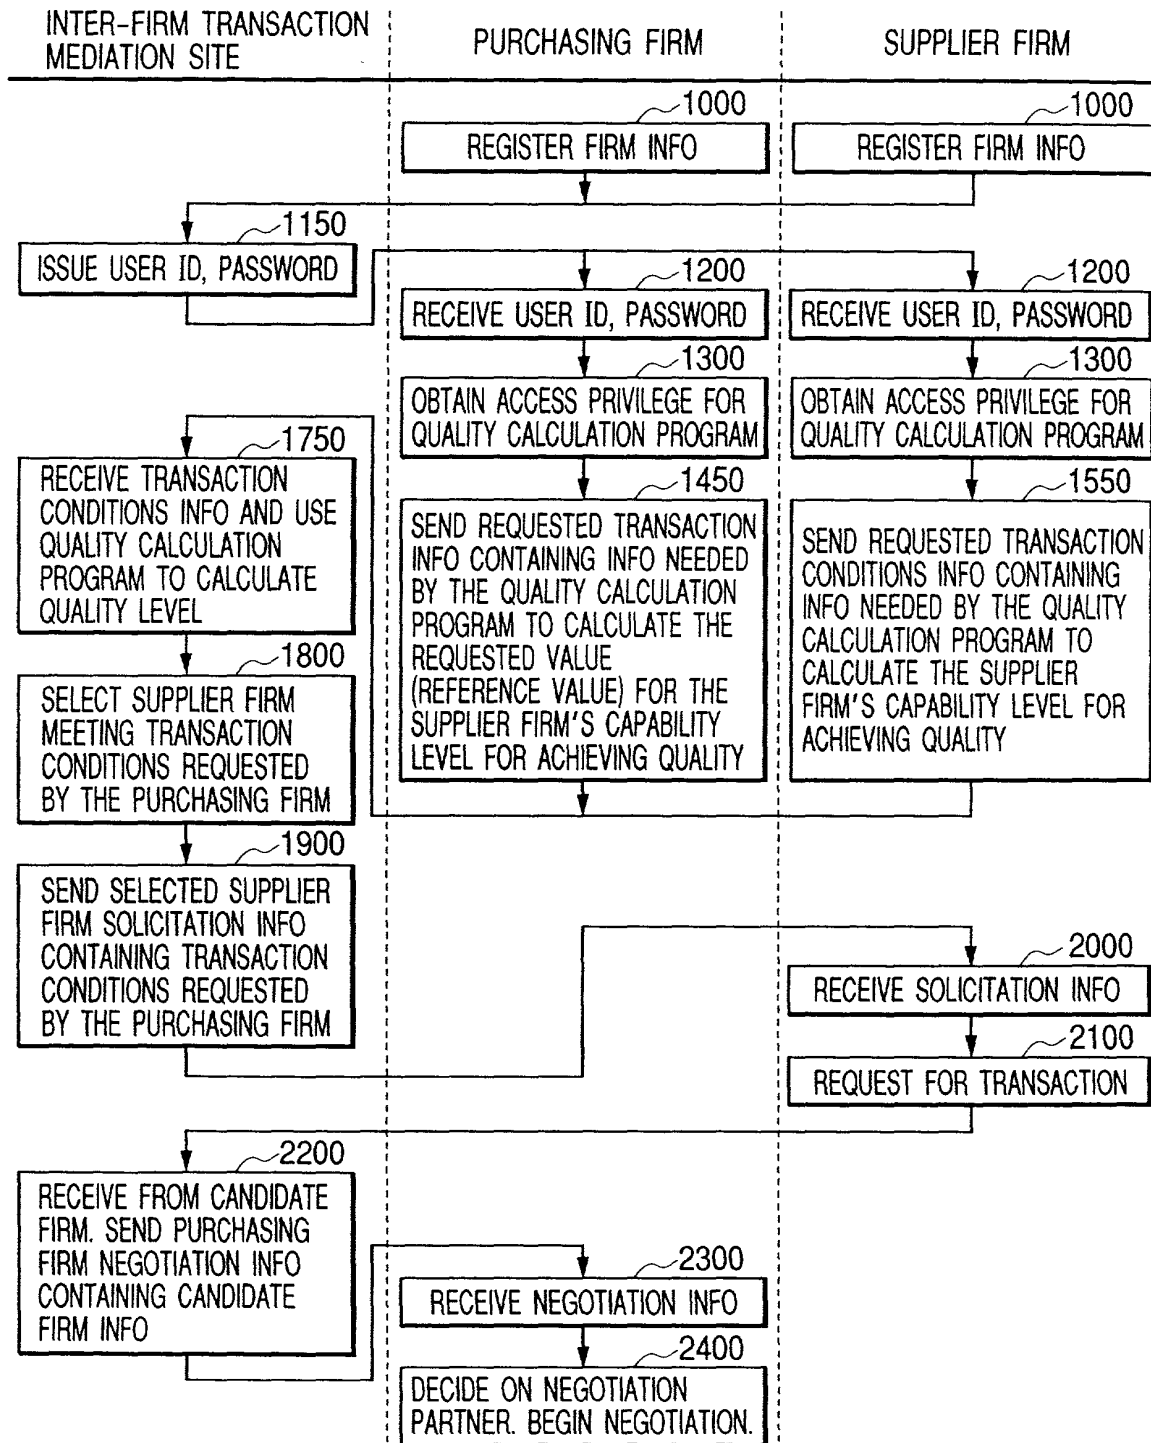 INTER-FIRM TRANSACTION
MEDIATION SITE
PURCHASING FIRM
SUPPLIER FIRM
1000
REGISTER FIRM INFO
1000
REGISTER FIRM INFO
1150
ISSUE USER ID, PASSWORD
1200
RECEIVE USER ID, PASSWORD
1200
RECEIVE USER ID, PASSWORD
1300
OBTAIN ACCESS PRIVILEGE FOR
QUALITY CALCULATION PROGRAM
1300
OBTAIN ACCESS PRIVILEGE FOR
QUALITY CALCULATION PROGRAM
1450
SEND REQUESTED TRANSACTION
INFO CONTAINING INFO NEEDED
BY THE QUALITY CALCULATION
PROGRAM TO CALCULATE THE
REQUESTED VALUE
(REFERENCE VALUE) FOR THE
SUPPLIER FIRM'S CAPABILITY
LEVEL FOR ACHIEVING QUALITY
1550
SEND REQUESTED TRANSACTION
CONDITIONS INFO CONTAINING
INFO NEEDED BY THE QUALITY
CALCULATION PROGRAM TO
CALCULATE THE SUPPLIER
FIRM'S CAPABILITY LEVEL FOR
ACHIEVING QUALITY
1750
RECEIVE TRANSACTION
CONDITIONS INFO AND USE
QUALITY CALCULATION
PROGRAM TO CALCULATE
QUALITY LEVEL
1800
SELECT SUPPLIER FIRM
MEETING TRANSACTION
CONDITIONS REQUESTED
BY THE PURCHASING FIRM
1900
SEND SELECTED SUPPLIER
FIRM SOLICITATION INFO
CONTAINING TRANSACTION
CONDITIONS REQUESTED
BY THE PURCHASING FIRM
2000
RECEIVE SOLICITATION INFO
2100
REQUEST FOR TRANSACTION
2200
RECEIVE FROM CANDIDATE
FIRM. SEND PURCHASING
FIRM NEGOTIATION INFO
CONTAINING CANDIDATE
FIRM INFO
2300
RECEIVE NEGOTIATION INFO
2400
DECIDE ON NEGOTIATION
PARTNER. BEGIN NEGOTIATION.